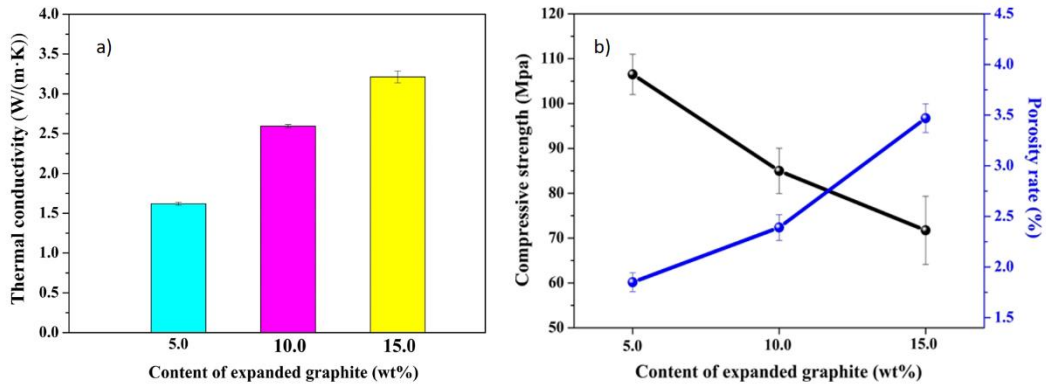 a)
Thermal conductivity (W/(m·K))
4.0
3.5
3.0
2.5
2.0
1.5
1.0
0.5
0.0
5.0 10.0 15.0
Content of expanded graphite (wt%)
b)
Compressive strength (Mpa)
120
110
100
90
80
70
60
50
Porosity rate (%)
4.5
4.0
3.5
3.0
2.5
2.0
1.5
5.0 10.0 15.0
Content of expanded graphite (wt%)